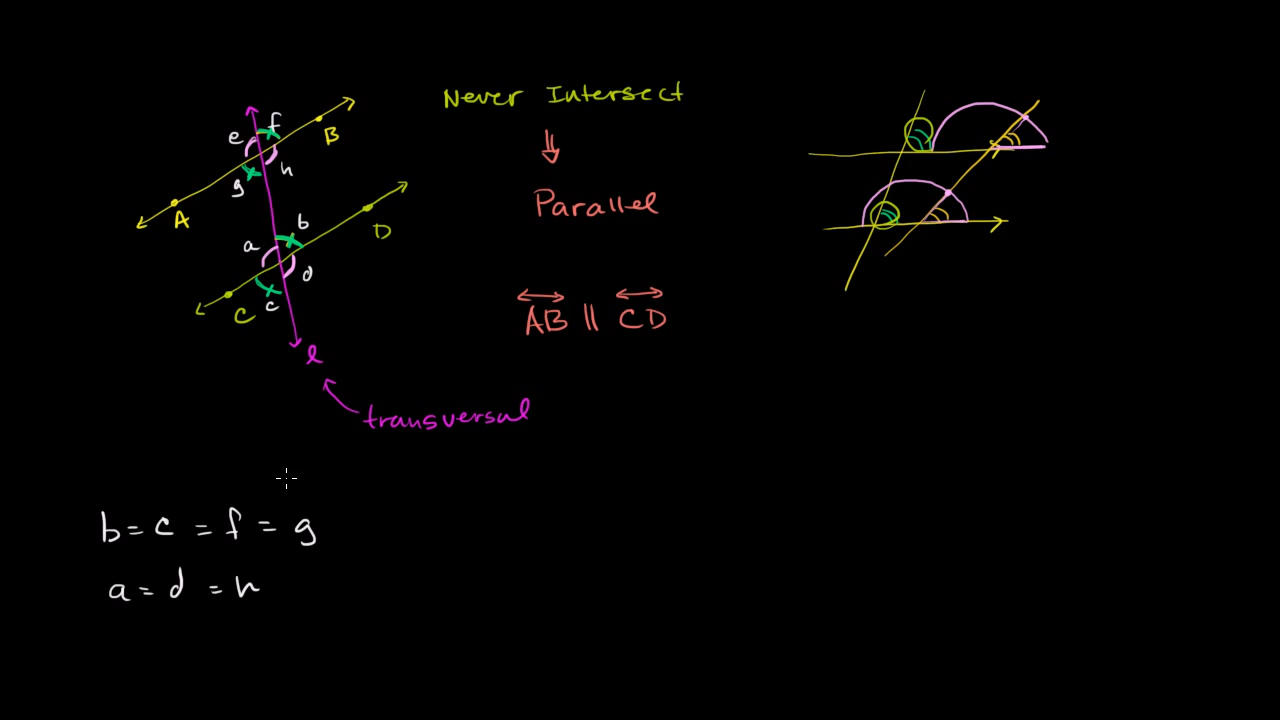 Never Intersect
⇓
Parallel
AB || CD
e
f
B
g
h
A
a
b
D
d
C
c
l
transversal
b = c = f = g
a = d = h